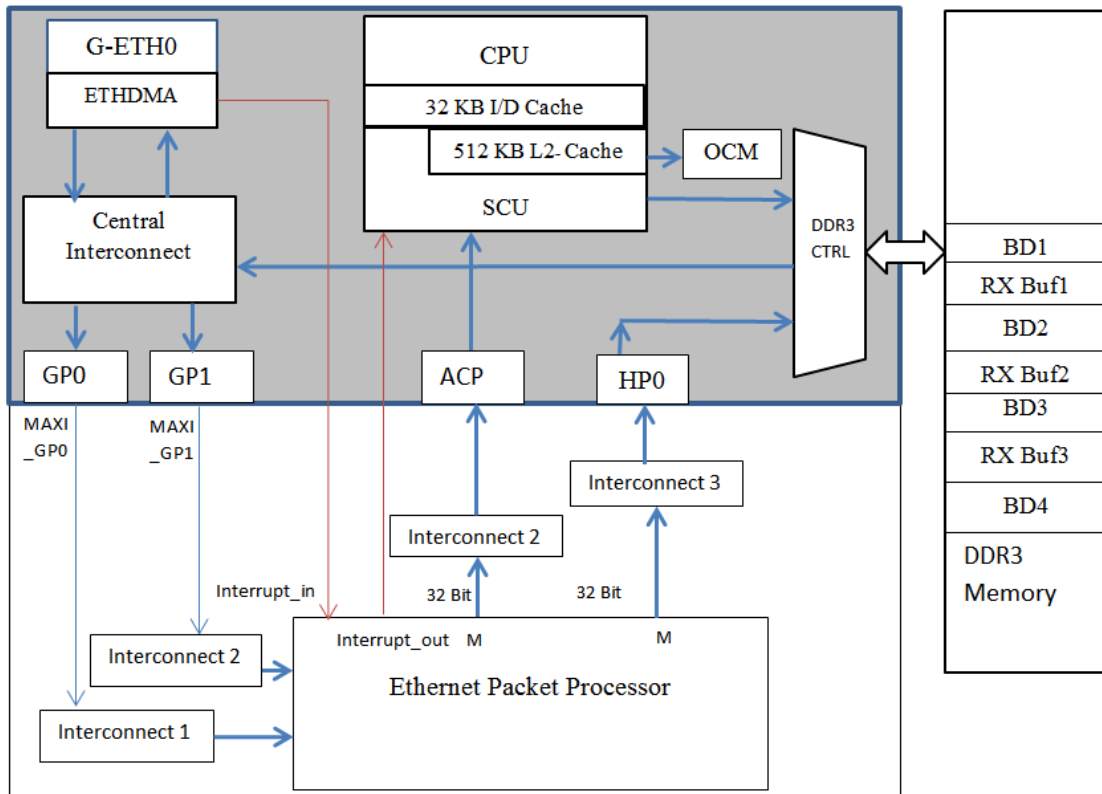 G-ETH0
ETHDMA
CPU
32 KB I/D Cache
512 KB L2- Cache
SCU
OCM
DDR3
CTRL
Central
Interconnect
GP0
GP1
ACP
HP0
MAXI
_GP0
MAXI
_GP1
Interconnect 3
Interconnect 2
Interrupt_in
32 Bit
32 Bit
Interrupt_out
M
M
Interconnect 2
Ethernet Packet Processor
Interconnect 1
BD1
RX Buf1
BD2
RX Buf2
BD3
RX Buf3
BD4
DDR3
Memory